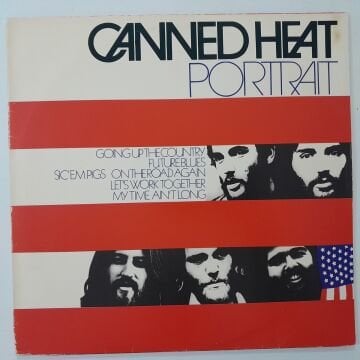 CANNED HEAT
PORTRAIT
GOING UP THE COUNTRY
FUTURE BLUES
SIC'EM PIGS ON THE ROAD AGAIN
LET'S WORK TOGETHER
MY TIME AIN'T LONG